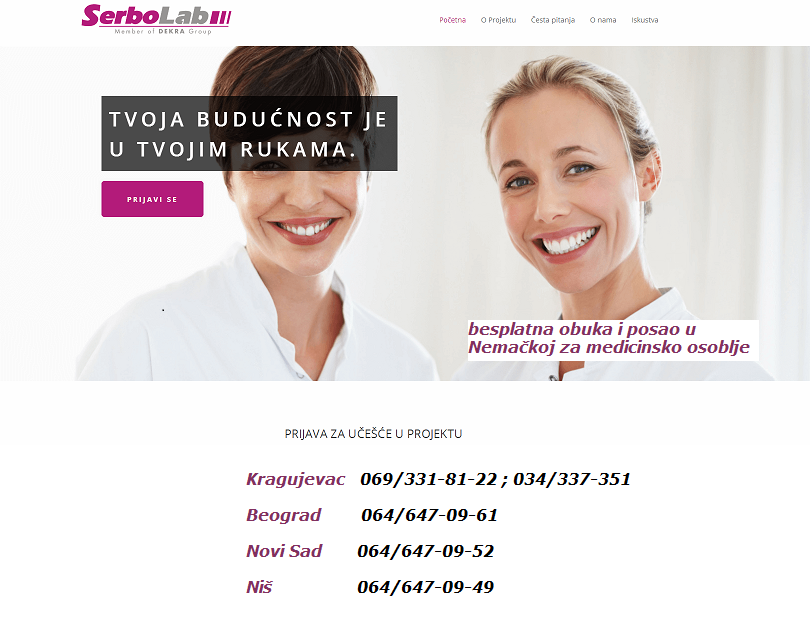 SerboLab
Member of DEKRA Group
Početna O Projektu Česta pitanja O nama Iskustva
TVOJA BUDUĆNOST JE
U TVOJIM RUKAMA.
PRIJAVI SE
besplatna obuka i posao u
Nemačkoj za medicinsko osoblje
PRIJAVA ZA UČEŠĆE U PROJEKTU
Kragujevac 069/331-81-22 ; 034/337-351
Beograd 064/647-09-61
Novi Sad 064/647-09-52
Niš 064/647-09-49